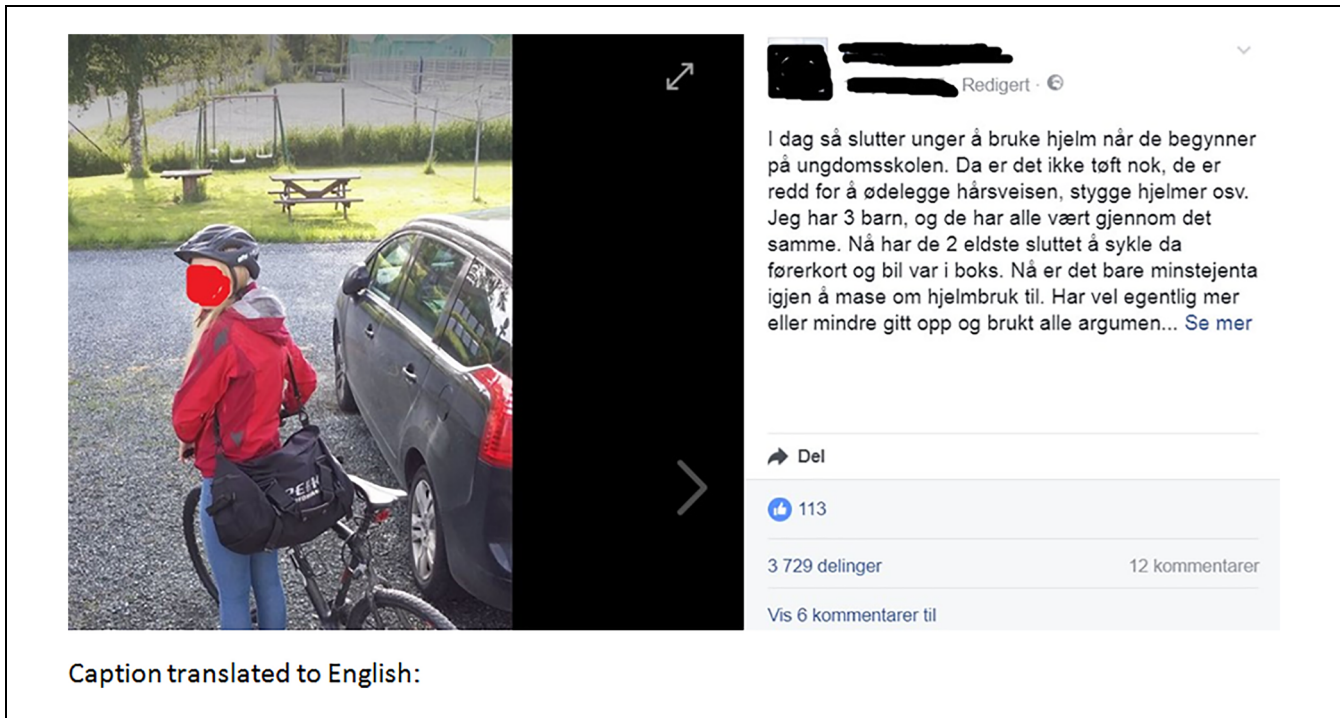 Redigert ·
I dag så slutter unger å bruke hjelm når de begynner
på ungdomsskolen. Da er det ikke tøft nok, de er
redd for å ødelegge hårsveisen, stygge hjelmer osv.
Jeg har 3 barn, og de har alle vært gjennom det
samme. Nå har de 2 eldste sluttet å sykle da
førerkort og bil var i boks. Nå er det bare minstejenta
igjen å mase om hjelmbruk til. Har vel egentlig mer
eller mindre gitt opp og brukt alle argumen... Se mer
Del
113
3 729 delinger 12 kommentarer
Vis 6 kommentarer til
Caption translated to English: